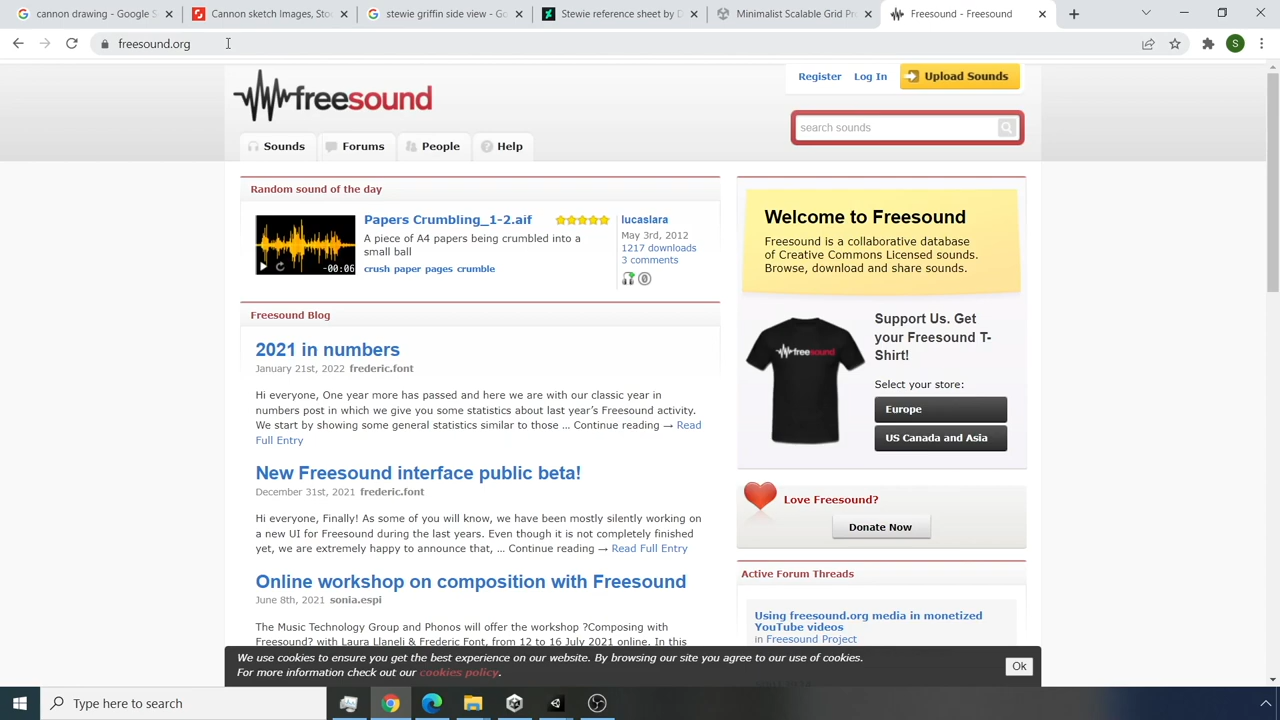 cannon drawing - Google
Cannon sketch Images, Stoc
stewie griffin side view - Go
Stewie reference sheet by D
Minimalist Scalable Grid Pro
Freesound - Freesound
freesound.org
S
freesound
Register
Log In
Upload Sounds
search sounds
Sounds
Forums
People
Help
Random sound of the day
Papers Crumbling_1-2.aif
A piece of A4 papers being crumbled into a
small ball
crush paper pages crumble
-00:06
lucaslara
May 3rd, 2012
1217 downloads
3 comments
Freesound Blog
2021 in numbers
January 21st, 2022 frederic.font
Hi everyone, One year more has passed and here we are with our classic year in
numbers post in which we give you some statistics about last year's Freesound activity.
We start by showing some general statistics similar to those … Continue reading → Read
Full Entry
New Freesound interface public beta!
December 31st, 2021 frederic.font
Hi everyone, Finally! As some of you will know, we have been mostly silently working on
a new UI for Freesound during the last years. Even though it is not completely finished
yet, we are extremely happy to announce that, … Continue reading → Read Full Entry
Online workshop on composition with Freesound
June 8th, 2021 sonia.espi
The Music Technology Group and Phonos will offer the workshop ?Composing with
Freesound? with Laura Llaneli & Frederic Font, from 12 to 16 July 2021 online. In this
Welcome to Freesound
Freesound is a collaborative database
of Creative Commons Licensed sounds.
Browse, download and share sounds.
freesound
Support Us. Get
your Freesound T-
Shirt!
Select your store:
Europe
US Canada and Asia
Love Freesound?
Donate Now
Active Forum Threads
Using freesound.org media in monetized
YouTube videos
in Freesound Project
We use cookies to ensure you get the best experience on our website. By browsing our site you agree to our use of cookies.
For more information check out our cookies policy.
Ok
Type here to search